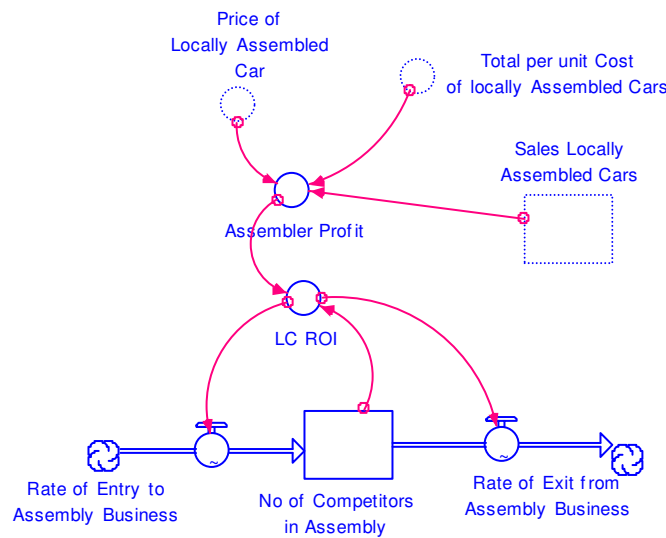 Price of
Locally Assembled
Car
Total per unit Cost
of locally Assembled Cars
Sales Locally
Assembled Cars
Assembler Profit
LC ROI
~
~
Rate of Entry to
Assembly Business
No of Competitors
in Assembly
Rate of Exit from
Assembly Business